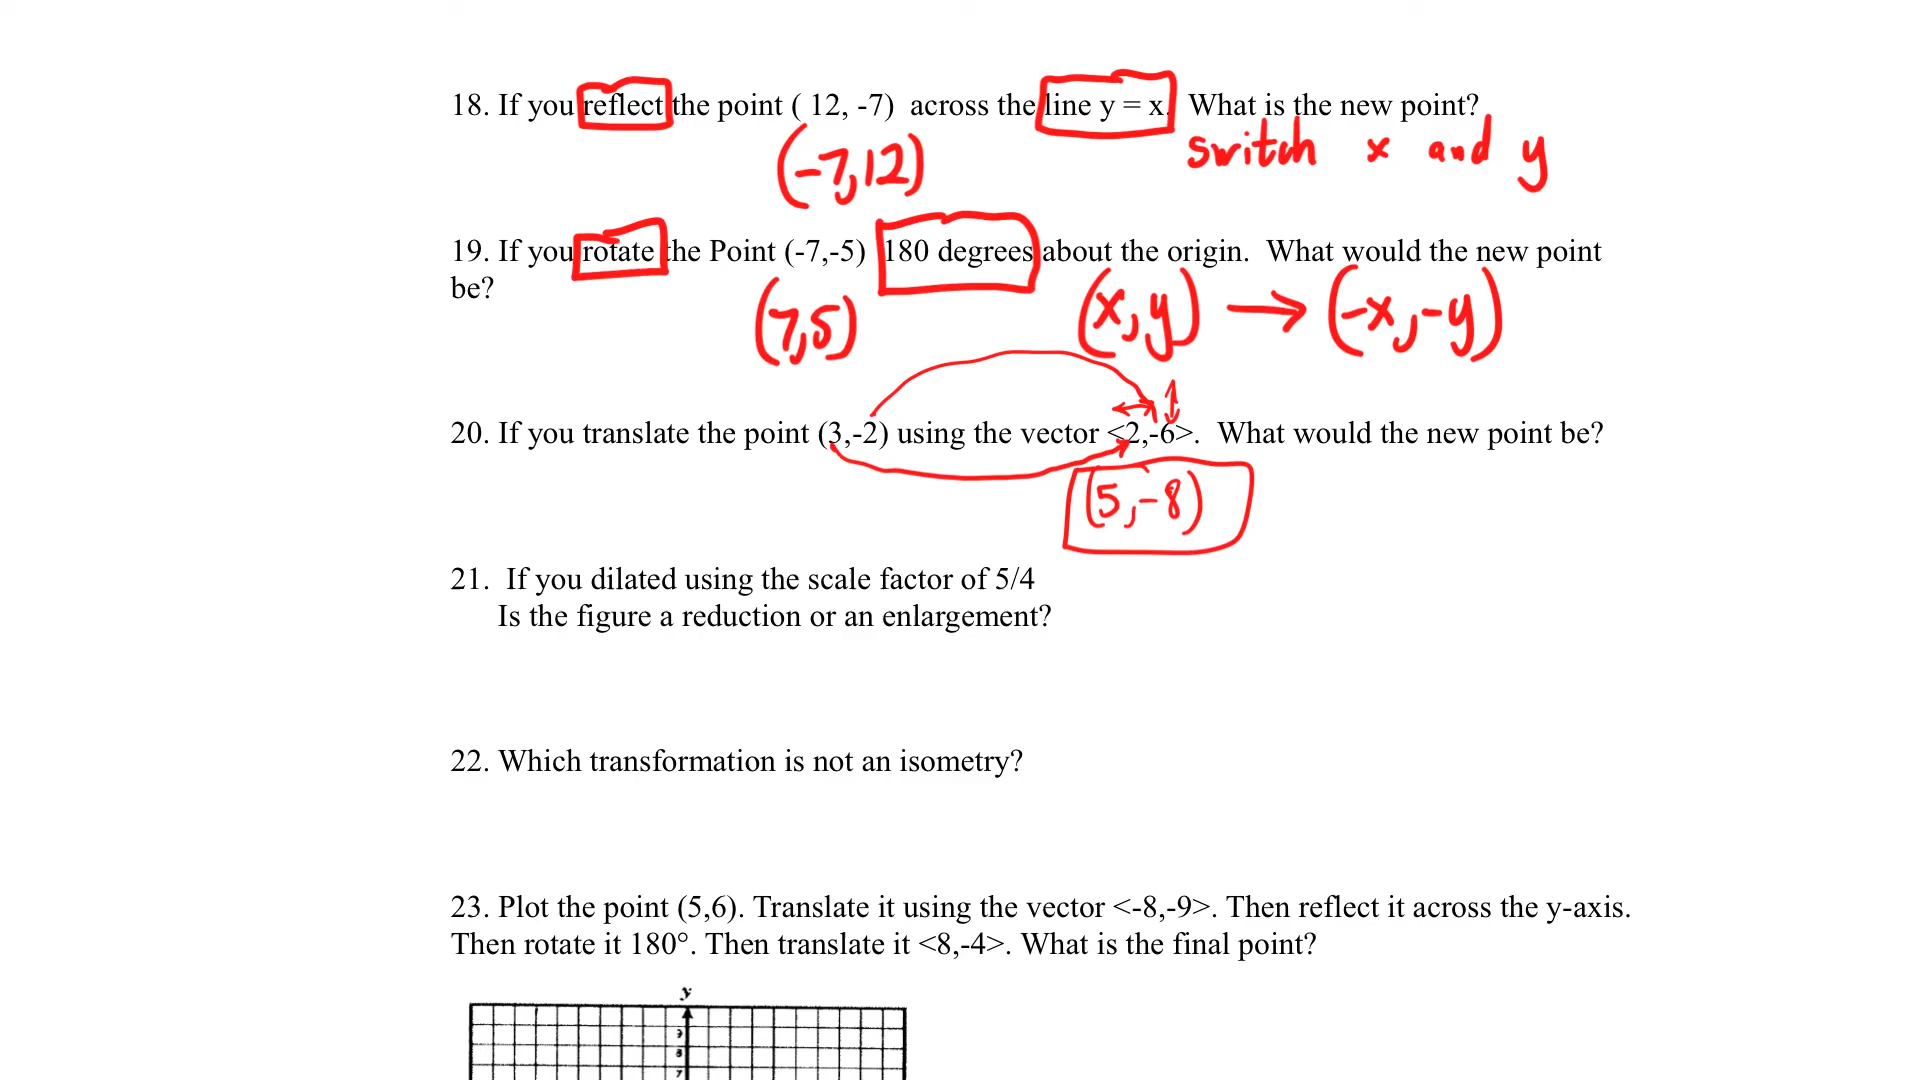 18. If you reflect the point ( 12, -7)  across the line y = x.  What is the new point?
(-7,12)
switch x and y
19. If you rotate the Point (-7,-5)  180 degrees about the origin.  What would the new point
be?
(7,5)
(x,y) → (-x,-y)
20. If you translate the point (3,-2) using the vector <2,-6>.  What would the new point be?
(5,-8)
21.  If you dilated using the scale factor of 5/4
Is the figure a reduction or an enlargement?
22. Which transformation is not an isometry?
23. Plot the point (5,6). Translate it using the vector <-8,-9>. Then reflect it across the y-axis.
Then rotate it 180°. Then translate it <8,-4>. What is the final point?
y
9
8
7